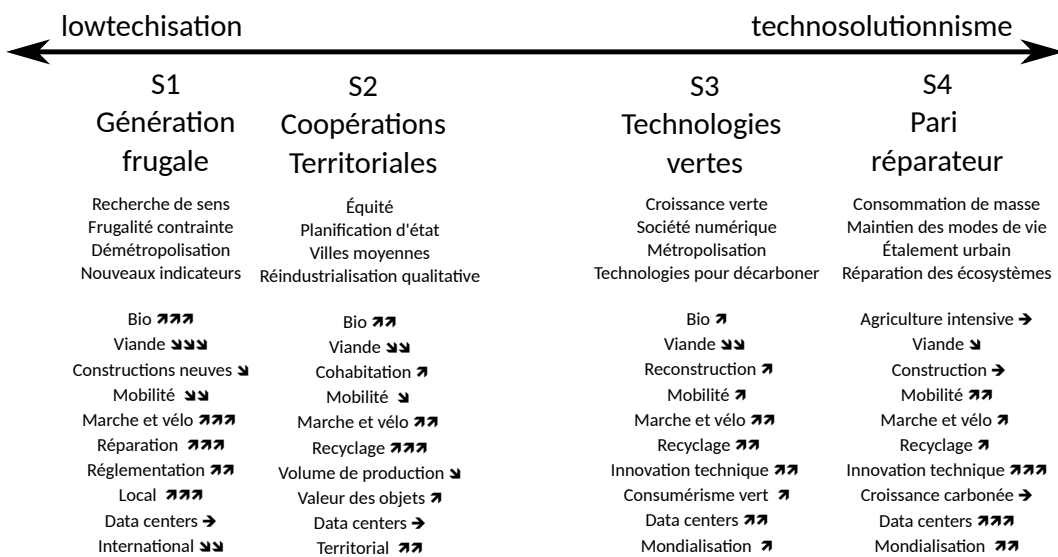 lowtechisation
technosolutionnisme
S1
Génération
frugale
Recherche de sens
Frugalité contrainte
Démétropolisation
Nouveaux indicateurs
Bio ↗↗↗
Viande ↘↘↘
Constructions neuves ↘
Mobilité ↘↘
Marche et vélo ↗↗↗
Réparation ↗↗↗
Réglementation ↗↗
Local ↗↗↗
Data centers →
International ↘↘
S2
Coopérations
Territoriales
Équité
Planification d'état
Villes moyennes
Réindustrialisation qualitative
Bio ↗↗
Viande ↘↘
Cohabitation ↗
Mobilité ↘
Marche et vélo ↗↗
Recyclage ↗↗↗
Volume de production ↘
Valeur des objets ↗
Data centers →
Territorial ↗↗
S3
Technologies
vertes
Croissance verte
Société numérique
Métropolisation
Technologies pour décarboner
Bio ↗
Viande ↘↘
Reconstruction ↗
Mobilité ↗
Marche et vélo ↗↗
Recyclage ↗↗
Innovation technique ↗↗
Consumérisme vert ↗
Data centers ↗↗
Mondialisation ↗
S4
Pari
réparateur
Consommation de masse
Maintien des modes de vie
Étalement urbain
Réparation des écosystèmes
Agriculture intensive →
Viande ↘
Construction →
Mobilité ↗↗
Marche et vélo ↗
Recyclage ↗
Innovation technique ↗↗↗
Croissance carbonée →
Data centers ↗↗↗
Mondialisation ↗↗